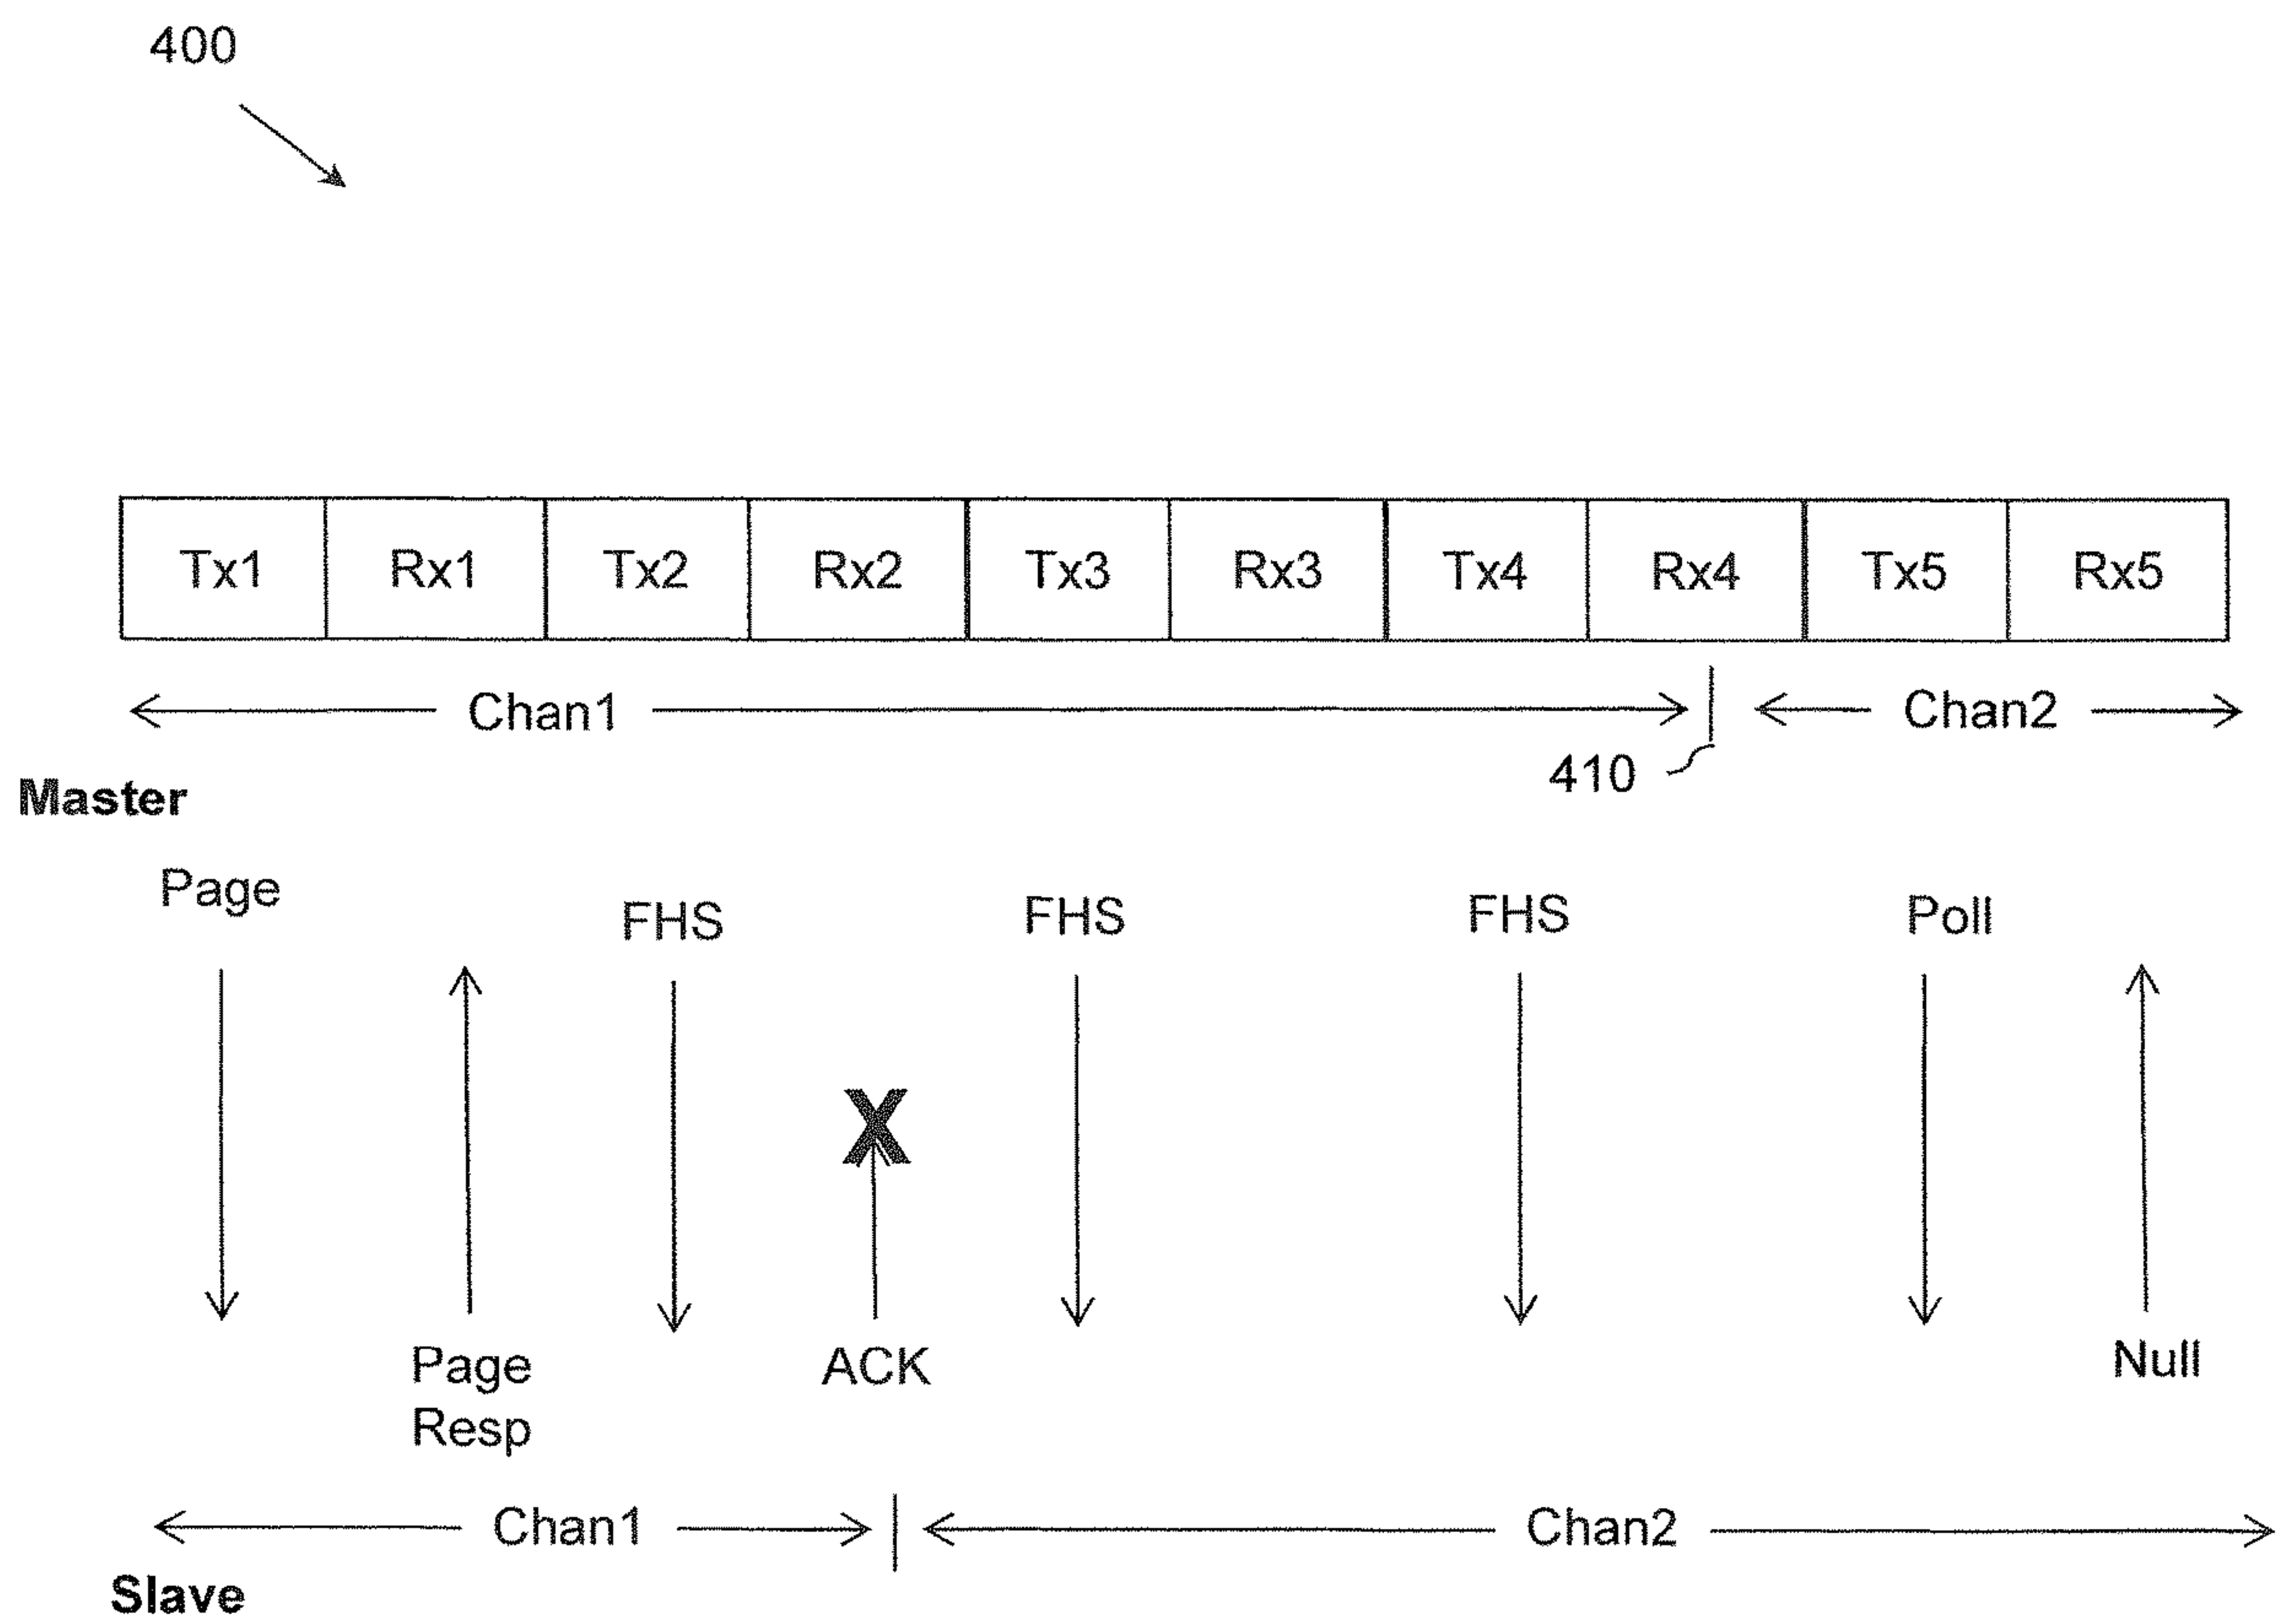 400
Tx1 Rx1 Tx2 Rx2 Tx3 Rx3 Tx4 Rx4 Tx5 Rx5
Chan1 Chan2
410
Master
Page FHS FHS FHS Poll
X
Page Resp ACK Null
Chan1 Chan2
Slave